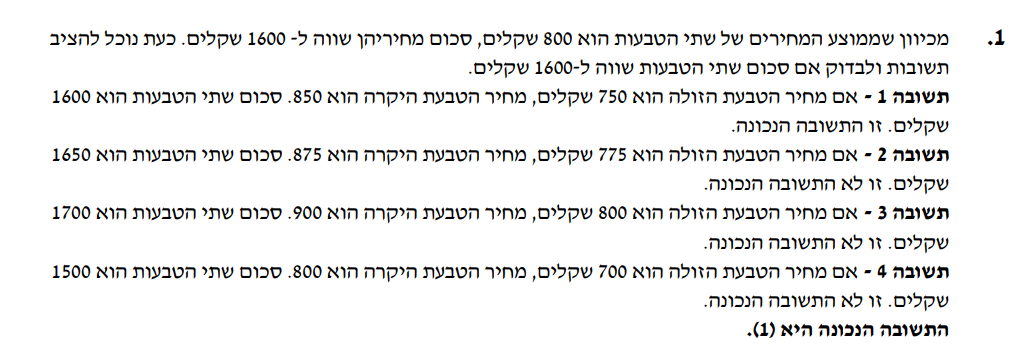 1. מכיוון שממוצע המחירים של שתי הטבעות הוא 800 שקלים, סכום מחיריהן שווה ל- 1600 שקלים. כעת נוכל להציב
תשובות ולבדוק אם סכום שתי הטבעות שווה ל-1600 שקלים.
תשובה 1 - אם מחיר הטבעת הזולה הוא 750 שקלים, מחיר הטבעת היקרה הוא 850. סכום שתי הטבעות הוא 1600
שקלים. זו התשובה הנכונה.
תשובה 2 - אם מחיר הטבעת הזולה הוא 775 שקלים, מחיר הטבעת היקרה הוא 875. סכום שתי הטבעות הוא 1650
שקלים. זו לא התשובה הנכונה.
תשובה 3 - אם מחיר הטבעת הזולה הוא 800 שקלים, מחיר הטבעת היקרה הוא 900. סכום שתי הטבעות הוא 1700
שקלים. זו לא התשובה הנכונה.
תשובה 4 - אם מחיר הטבעת הזולה הוא 700 שקלים, מחיר הטבעת היקרה הוא 800. סכום שתי הטבעות הוא 1500
שקלים. זו לא התשובה הנכונה.
התשובה הנכונה היא (1).